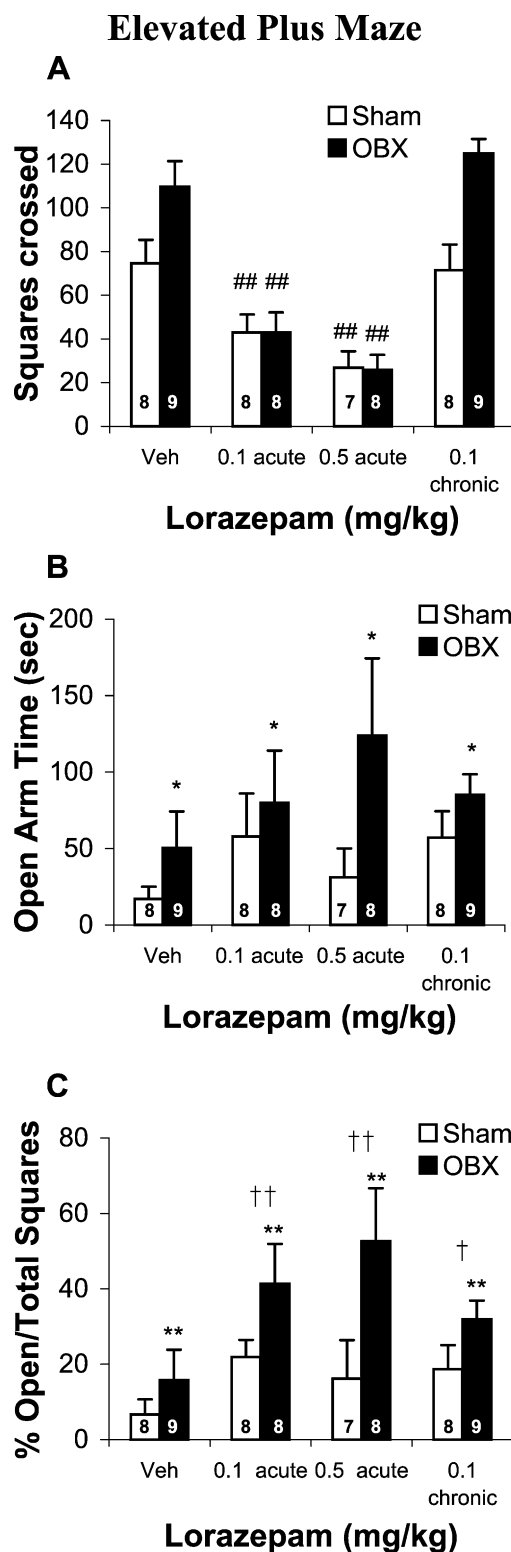 Elevated Plus Maze
A
Squares crossed
140
120
100
80
60
40
20
0
Sham
OBX
## ##
## ##
8 9 8 8 7 8 8 9
Veh 0.1 acute 0.5 acute 0.1 chronic
Lorazepam (mg/kg)
B
Open Arm Time (sec)
200
150
100
50
0
Sham
OBX
* * * *
8 9 8 8 7 8 8 9
Veh 0.1 acute 0.5 acute 0.1 chronic
Lorazepam (mg/kg)
C
% Open/Total Squares
80
60
40
20
0
Sham
OBX
†† †† †
** ** ** **
8 9 8 8 7 8 8 9
Veh 0.1 acute 0.5 acute 0.1 chronic
Lorazepam (mg/kg)